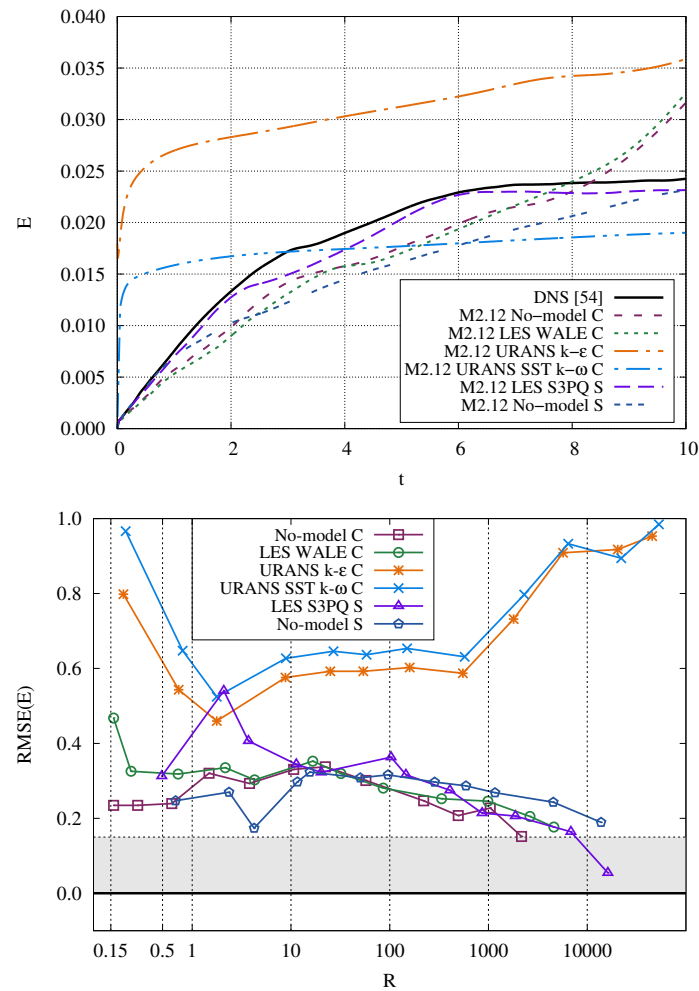 0.040
0.035
0.030
0.025
0.020
0.015
0.010
0.005
0.000
E
0 2 4 6 8 10
t
DNS [54]
M2.12 No−model C
M2.12 LES WALE C
M2.12 URANS k−ε C
M2.12 URANS SST k−ω C
M2.12 LES S3PQ S
M2.12 No−model S
1.0
0.8
0.6
0.4
0.2
0.0
RMSE(E)
0.15 0.5 1 10 100 1000 10000
R
No-model C
LES WALE C
URANS k-ε C
URANS SST k-ω C
LES S3PQ S
No-model S